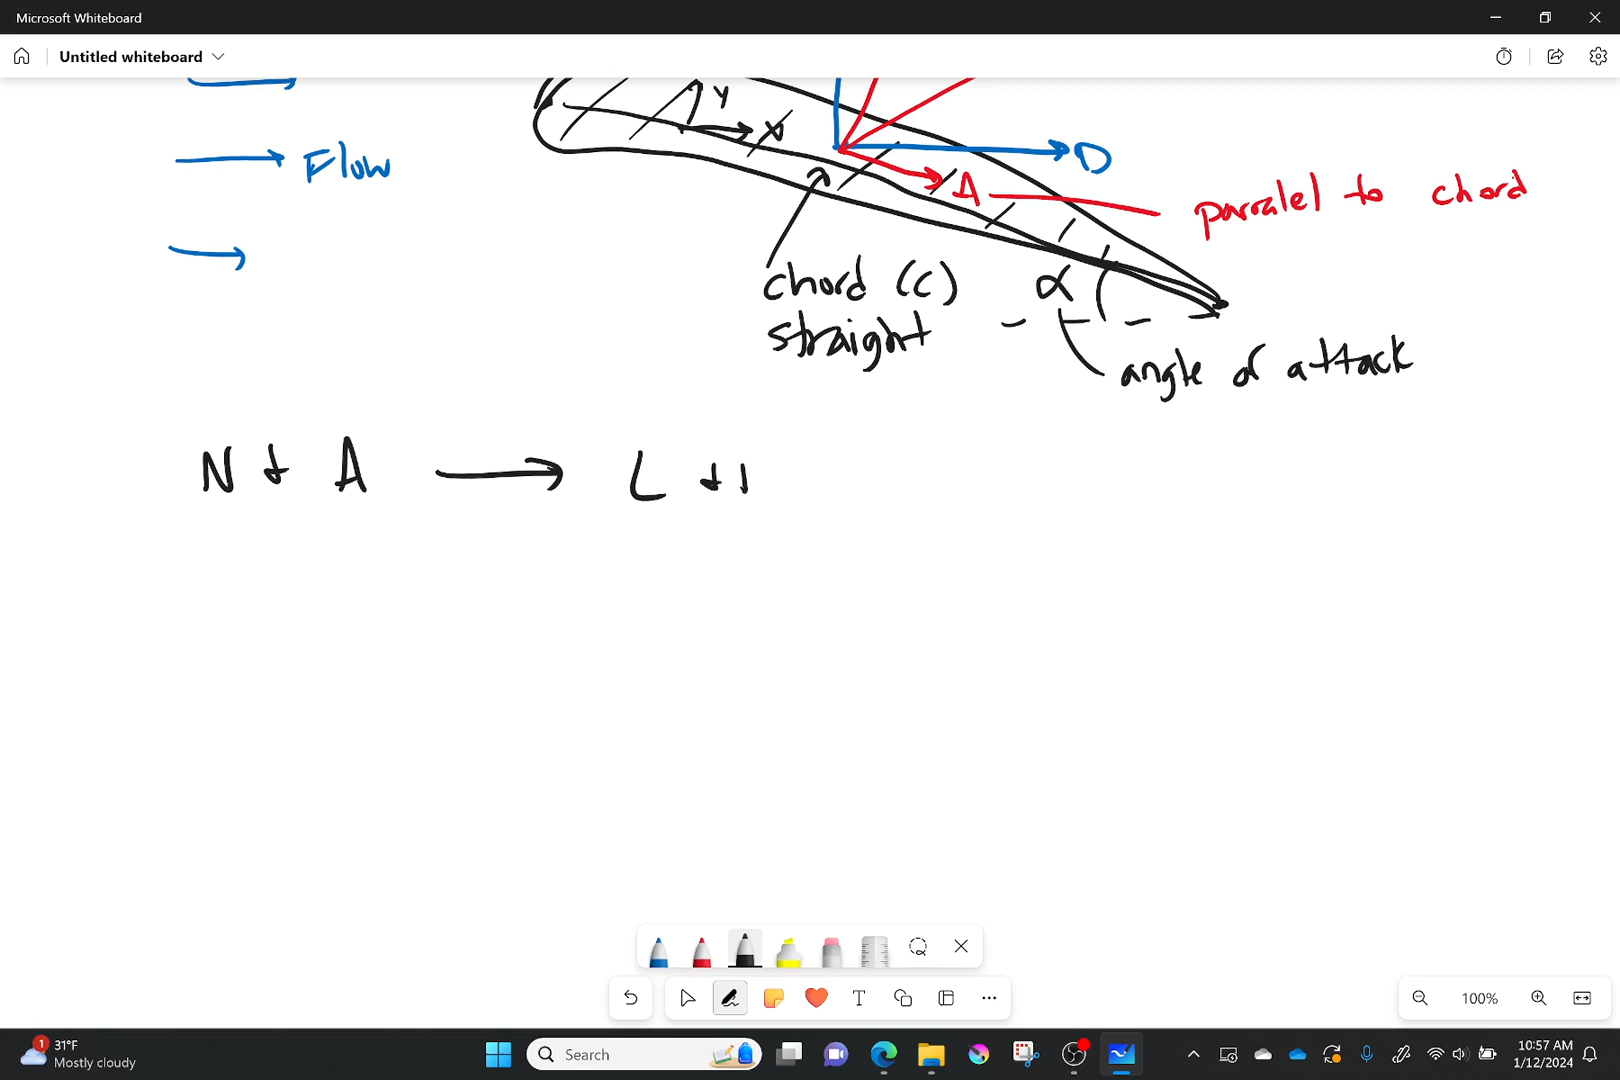 Microsoft Whiteboard
Untitled whiteboard
Y
X
Flow
D
A
parralel to chord
chord (c)
straight
α
angle of attack
N + A → L +
100%
1
31°F
Mostly cloudy
Search
10:57 AM
1/12/2024